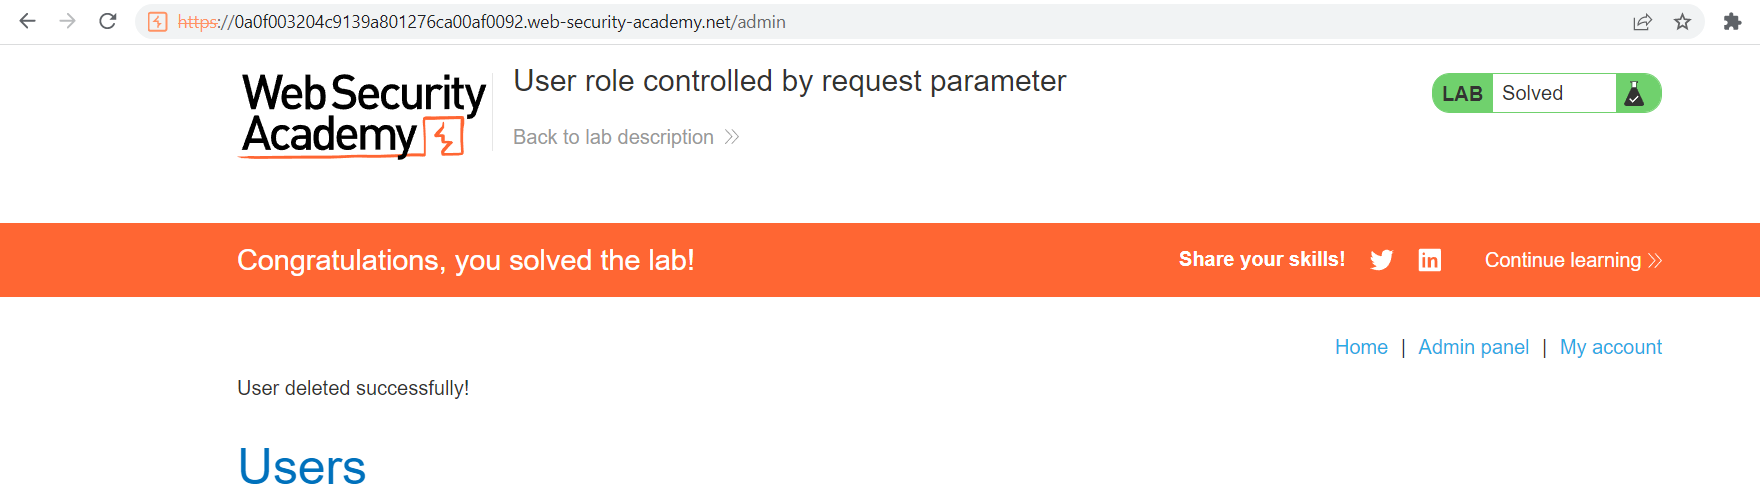 https://0a0f003204c9139a801276ca00af0092.web-security-academy.net/admin
Web Security
Academy
User role controlled by request parameter
Back to lab description
LAB Solved
Congratulations, you solved the lab!
Share your skills!
Continue learning
Home | Admin panel | My account
User deleted successfully!
Users